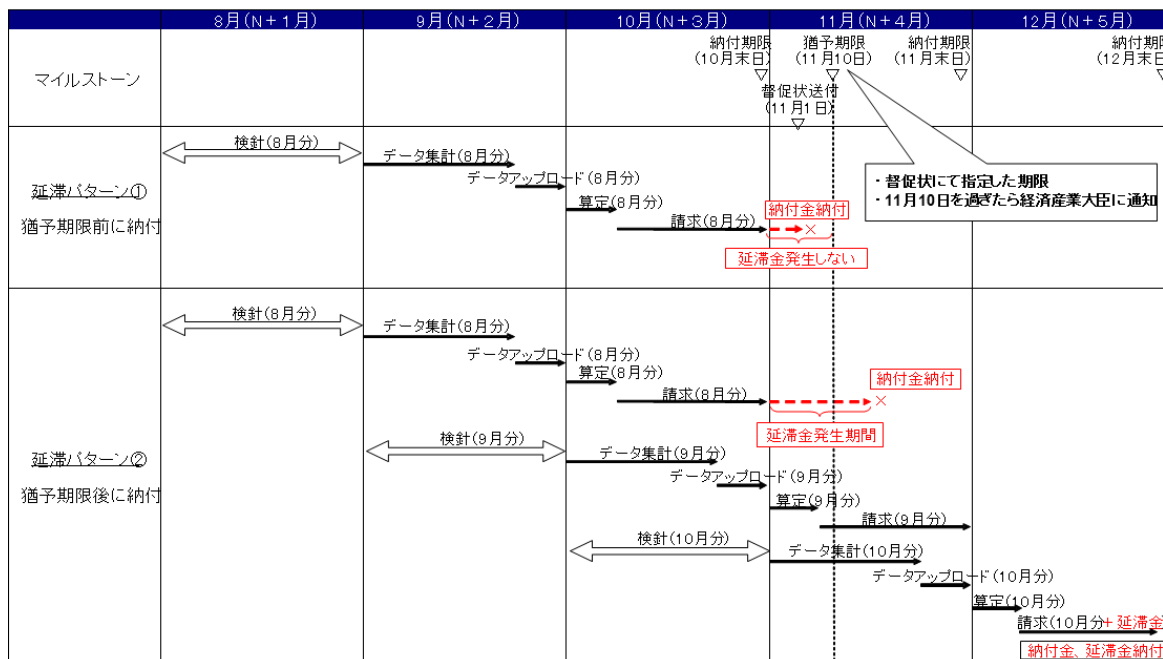 8月(N+1月)
9月(N+2月)
10月(N+3月)
11月(N+4月)
12月(N+5月)
マイルストーン
納付期限
(10月末日)
猶予期限
(11月10日)
納付期限
(11月末日)
納付期限
(12月末日)
督促状送付
(11月1日)
・督促状にて指定した期限
・11月10日を過ぎたら経済産業大臣に通知
延滞パターン①
猶予期限前に納付
検針(8月分)
データ集計(8月分)
データアップロード(8月分)
算定(8月分)
請求(8月分)
納付金納付
×
延滞金発生しない
延滞パターン②
猶予期限後に納付
検針(8月分)
データ集計(8月分)
データアップロード(8月分)
算定(8月分)
請求(8月分)
納付金納付
×
延滞金発生期間
検針(9月分)
データ集計(9月分)
データアップロード(9月分)
算定(9月分)
請求(9月分)
検針(10月分)
データ集計(10月分)
データアップロード(10月分)
算定(10月分)
請求(10月分+延滞金
納付金、延滞金納付